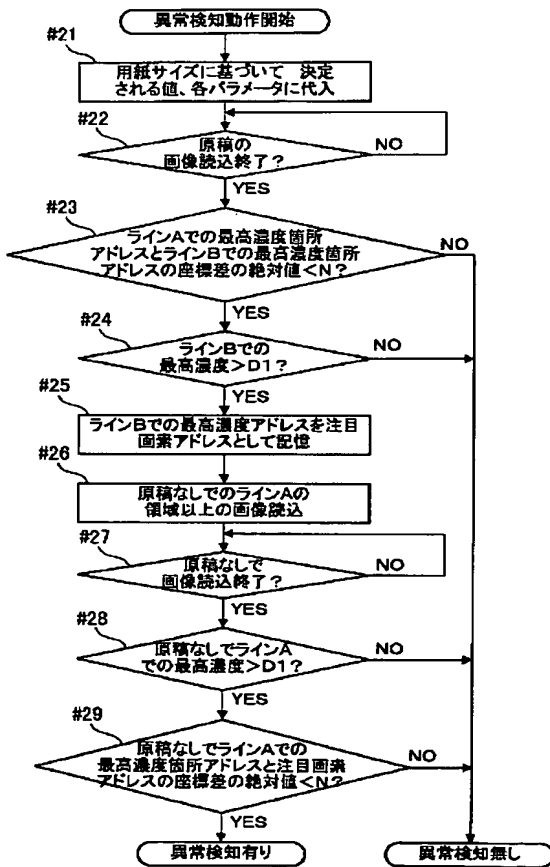 異常検知動作開始
#21
用紙サイズに基づいて 決定
される値、各パラメータに代入
#22
原稿の
画像読込終了?
NO
YES
#23
ラインAでの最高濃度箇所
アドレスとラインBでの最高濃度箇所
アドレスの座標差の絶対値<N?
NO
YES
#24
ラインBでの
最高濃度>D1?
NO
YES
#25
ラインBでの最高濃度アドレスを注目
画素アドレスとして記憶
#26
原稿なしでのラインAの
領域以上の画像読込
#27
原稿なしで
画像読込終了?
NO
YES
#28
原稿なしでラインA
での最高濃度>D1?
NO
YES
#29
原稿なしでラインAでの
最高濃度箇所アドレスと注目画素
アドレスの座標差の絶対値<N?
NO
YES
異常検知有り
異常検知無し